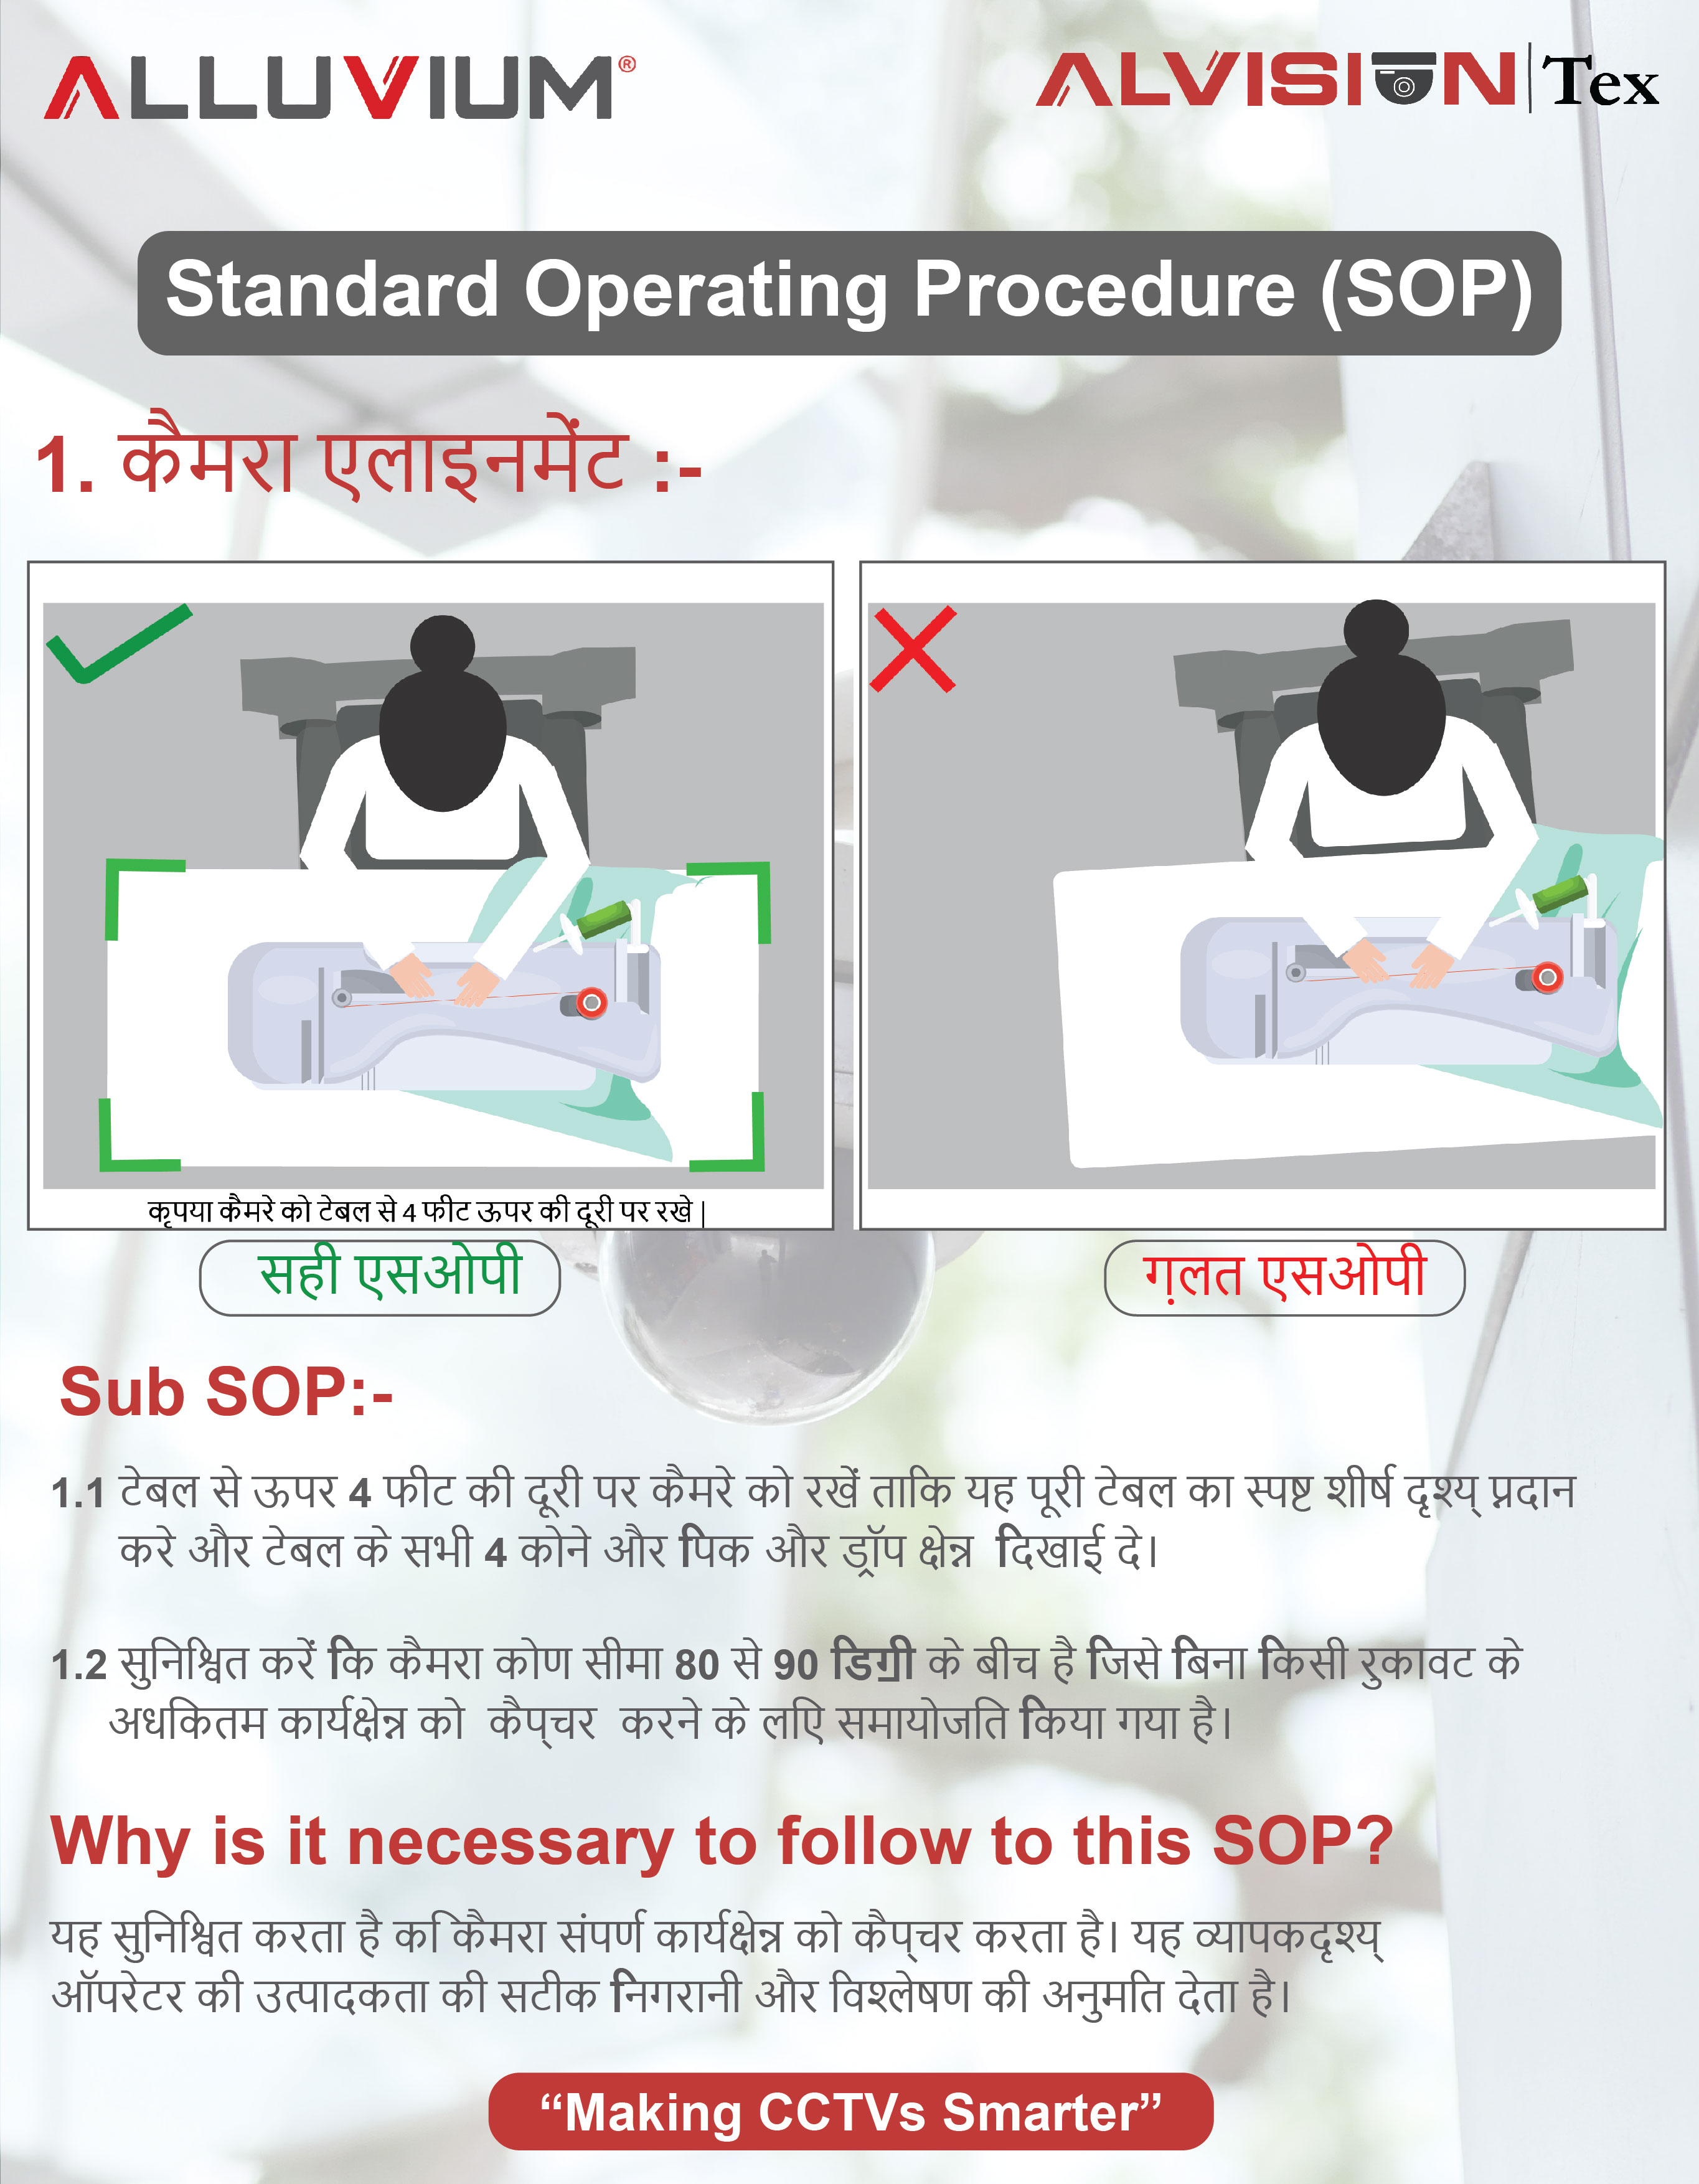 ALLUVIUM®
ALVISION | Tex
Standard Operating Procedure (SOP)
1. कैमरा एलाइनमेंट :-
कृपया कैमरे को टेबल से 4 फीट ऊपर की दूरी पर रखे |
सही एसओपी
ग़लत एसओपी
Sub SOP:-
1.1 टेबल से ऊपर 4 फीट की दूरी पर कैमरे को रखें ताकि यह पूरी टेबल का स्पष्ट शीर्ष दृश्य् प्रदान
करे और टेबल के सभी 4 कोने और पिक और ड्रॉप क्षेन्न दिखाई दे।
1.2 सुनिश्चित करें कि कैमरा कोण सीमा 80 से 90 डिग्री के बीच है जिसे बिना किसी रुकावट के
अधकितम कार्यक्षेन्न को कैप्चर करने के लिए समायोजति किया गया है।
Why is it necessary to follow to this SOP?
यह सुनिश्चित करता है कि कैमरा संपर्ण कार्यक्षेन्न को कैप्चर करता है। यह व्यापकदृश्य्
ऑपरेटर की उत्पादकता की सटीक निगरानी और विश्लेषण की अनुमति देता है।
“Making CCTVs Smarter”